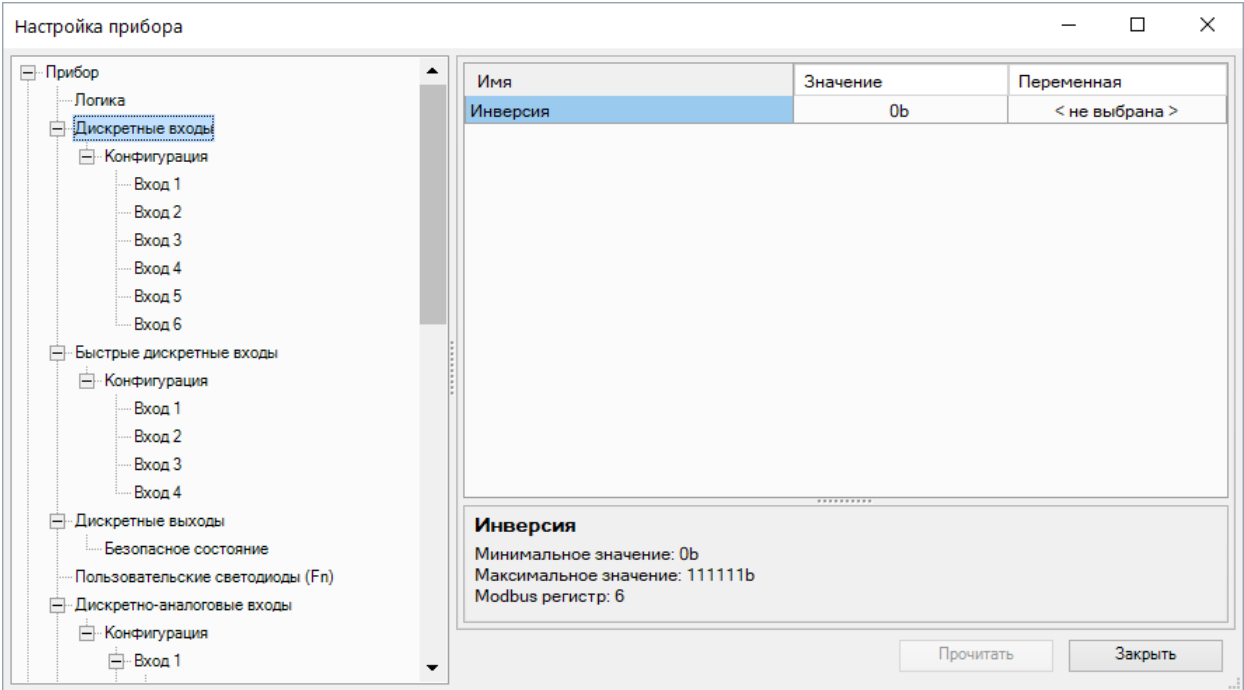 Настройка прибора
Прибор
Логика
Дискретные входы
Конфигурация
Вход 1
Вход 2
Вход 3
Вход 4
Вход 5
Вход 6
Быстрые дискретные входы
Конфигурация
Вход 1
Вход 2
Вход 3
Вход 4
Дискретные выходы
Безопасное состояние
Пользовательские светодиоды (Fn)
Дискретно-аналоговые входы
Конфигурация
Вход 1
Имя Значение Переменная
Инверсия 0b < не выбрана >
Инверсия
Минимальное значение: 0b
Максимальное значение: 111111b
Modbus регистр: 6
Прочитать Закрыть